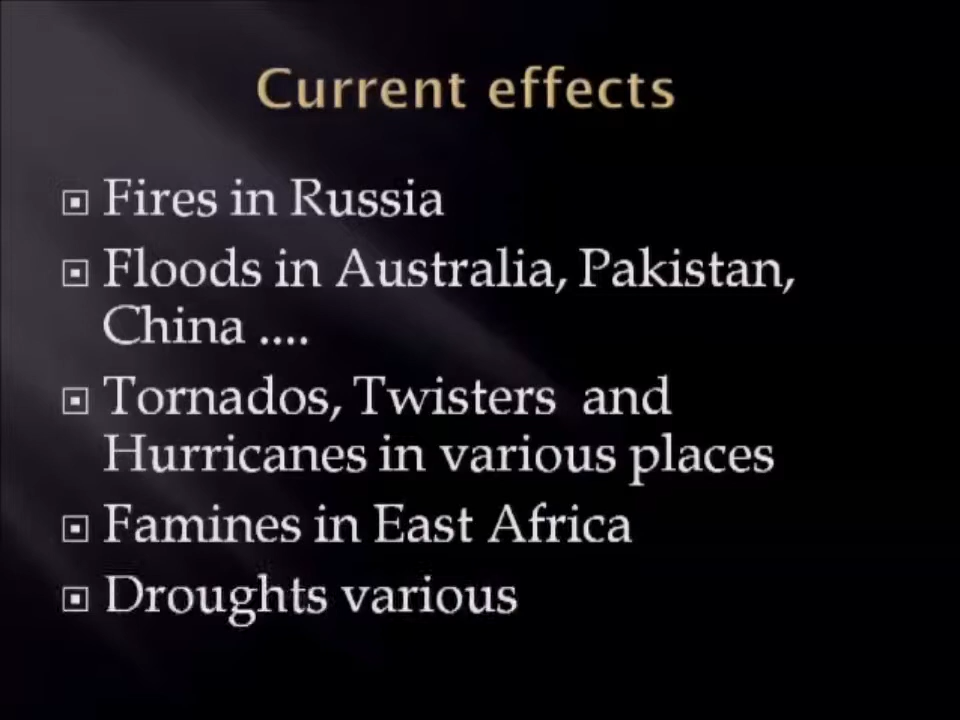 Current effects
Fires in Russia
Floods in Australia, Pakistan,
China ....
Tornados, Twisters and
Hurricanes in various places
Famines in East Africa
Droughts various